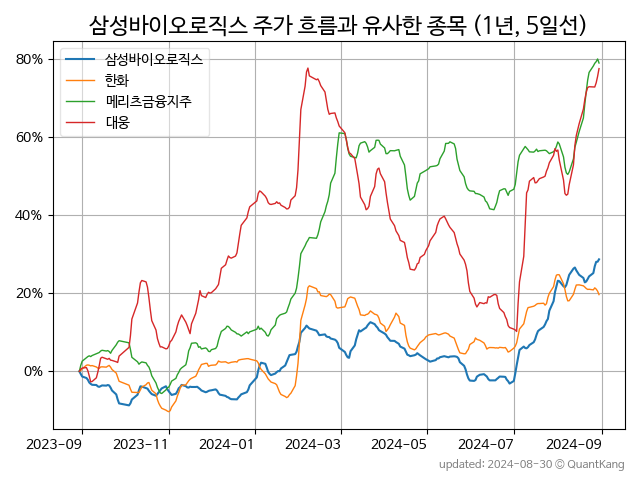 삼성바이오로직스 주가 흐름과 유사한 종목 (1년, 5일선)
삼성바이오로직스
한화
메리츠금융지주
대웅
80%
60%
40%
20%
0%
2023-09 2023-11 2024-01 2024-03 2024-05 2024-07 2024-09
updated: 2024-08-30 © QuantKang